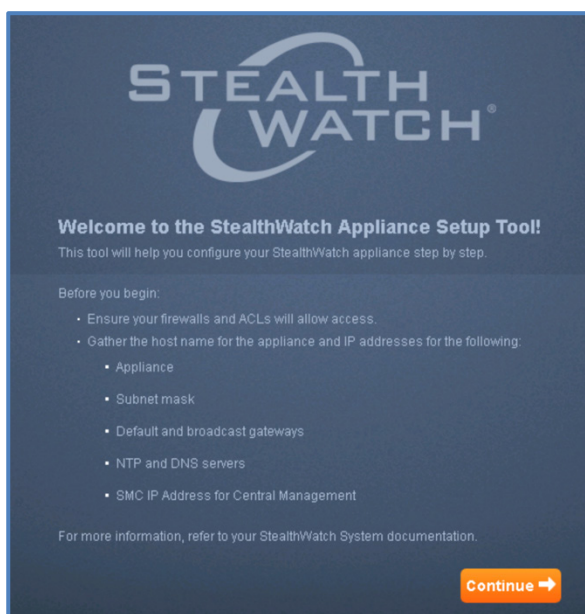 STEALTH
WATCH®
Welcome to the StealthWatch Appliance Setup Tool!
This tool will help you configure your StealthWatch appliance step by step.
Before you begin:
• Ensure your firewalls and ACLs will allow access.
• Gather the host name for the appliance and IP addresses for the following:
• Appliance
• Subnet mask
• Default and broadcast gateways
• NTP and DNS servers
• SMC IP Address for Central Management
For more information, refer to your StealthWatch System documentation.
Continue